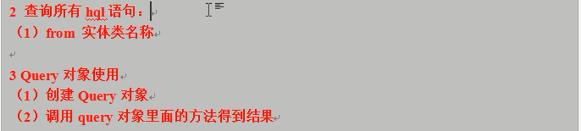 2 查询所有 hql 语句：
（1）from 实体类名称
3 Query 对象使用
（1）创建 Query 对象
（2）调用 query 对象里面的方法得到结果